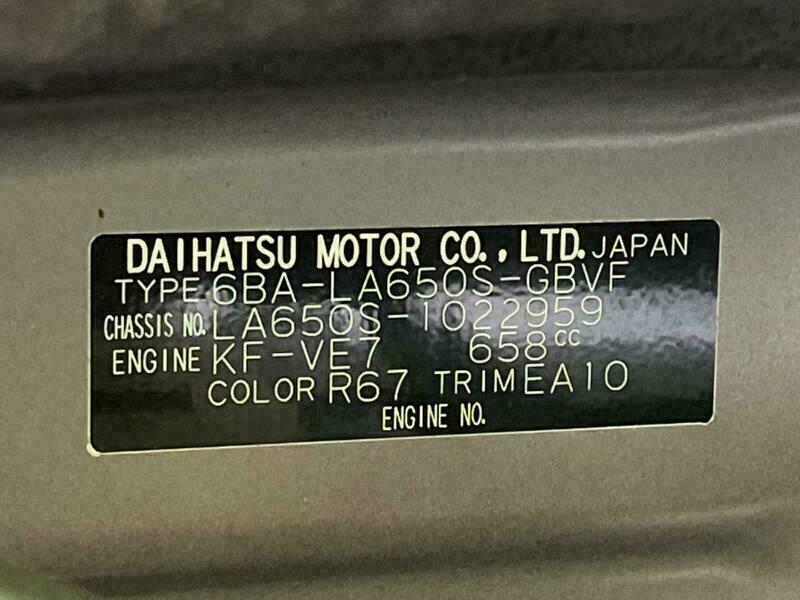 DAIHATSU MOTOR CO., LTD. JAPAN
TYPE 6BA-LA650S-GBVF
CHASSIS NO. LA650S-1022959
ENGINE KF-VE7 658cc
COLOR R67 TRIM EA10
ENGINE NO.